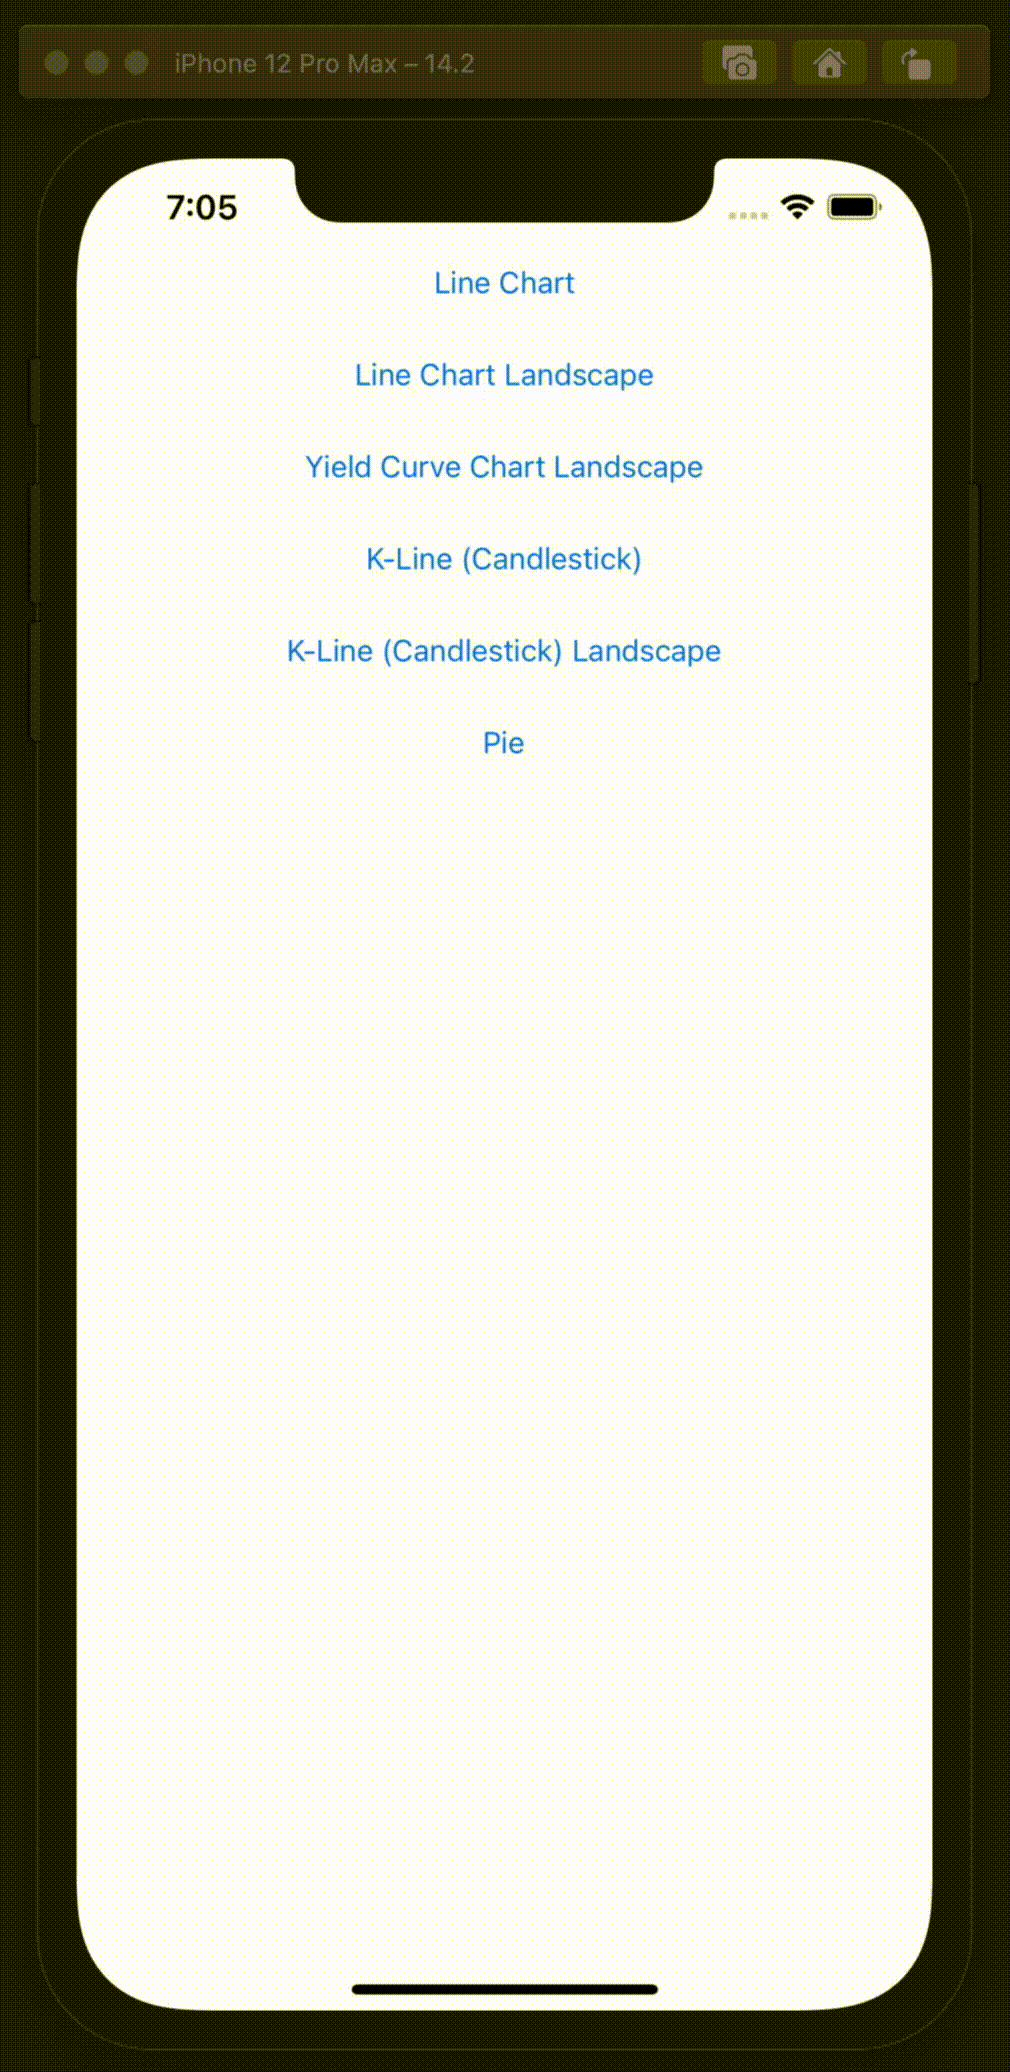 iPhone 12 Pro Max – 14.2
7:05
Line Chart
Line Chart Landscape
Yield Curve Chart Landscape
K-Line (Candlestick)
K-Line (Candlestick) Landscape
Pie